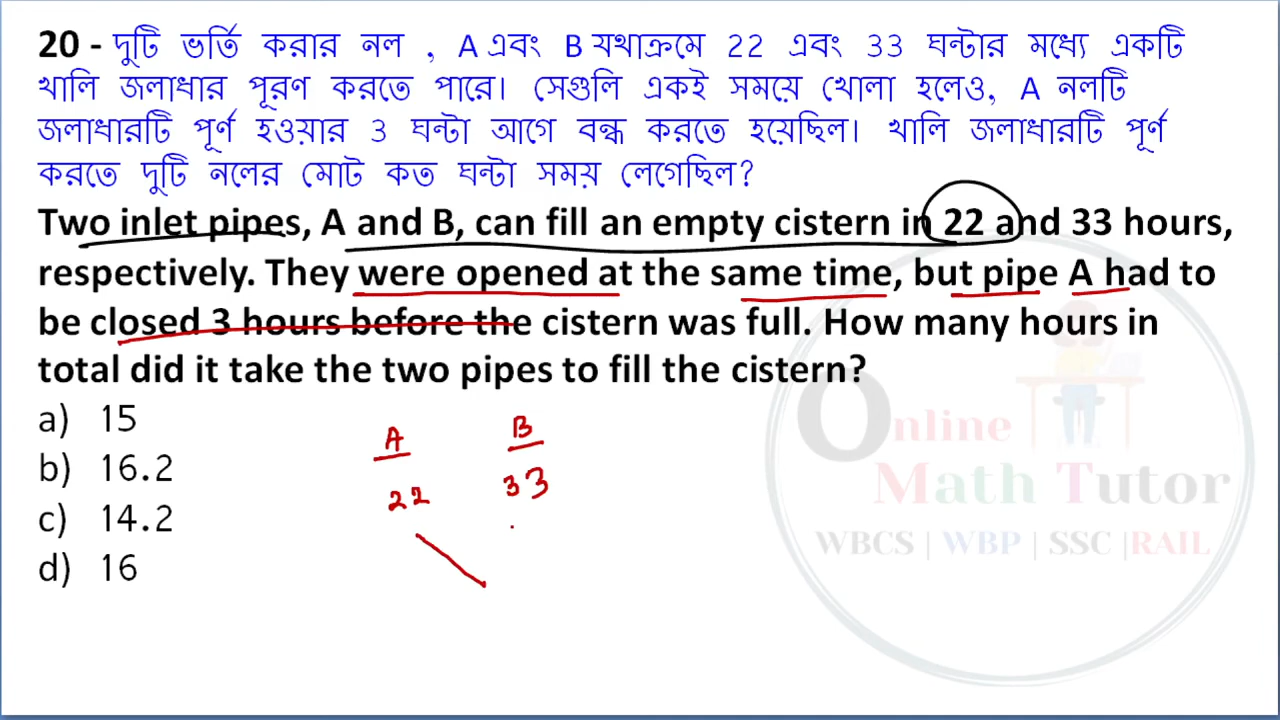 20 - দুটি ভর্তি করার নল , A এবং B যথাক্রমে 22 এবং 33 ঘন্টার মধ্যে একটি
খালি জলাধার পূরণ করতে পারে। সেগুলি একই সময়ে খোলা হলেও, A নলটি
জলাধারটি পূর্ণ হওয়ার 3 ঘন্টা আগে বন্ধ করতে হয়েছিল। খালি জলাধারটি পূর্ণ
করতে দুটি নলের মোট কত ঘন্টা সময় লেগেছিল?
Two inlet pipes, A and B, can fill an empty cistern in 22 and 33 hours,
respectively. They were opened at the same time, but pipe A had to
be closed 3 hours before the cistern was full. How many hours in
total did it take the two pipes to fill the cistern?
a) 15
b) 16.2
c) 14.2
d) 16
A B
22 33
Online
Math Tutor
WBCS | WBP | SSC |RAIL